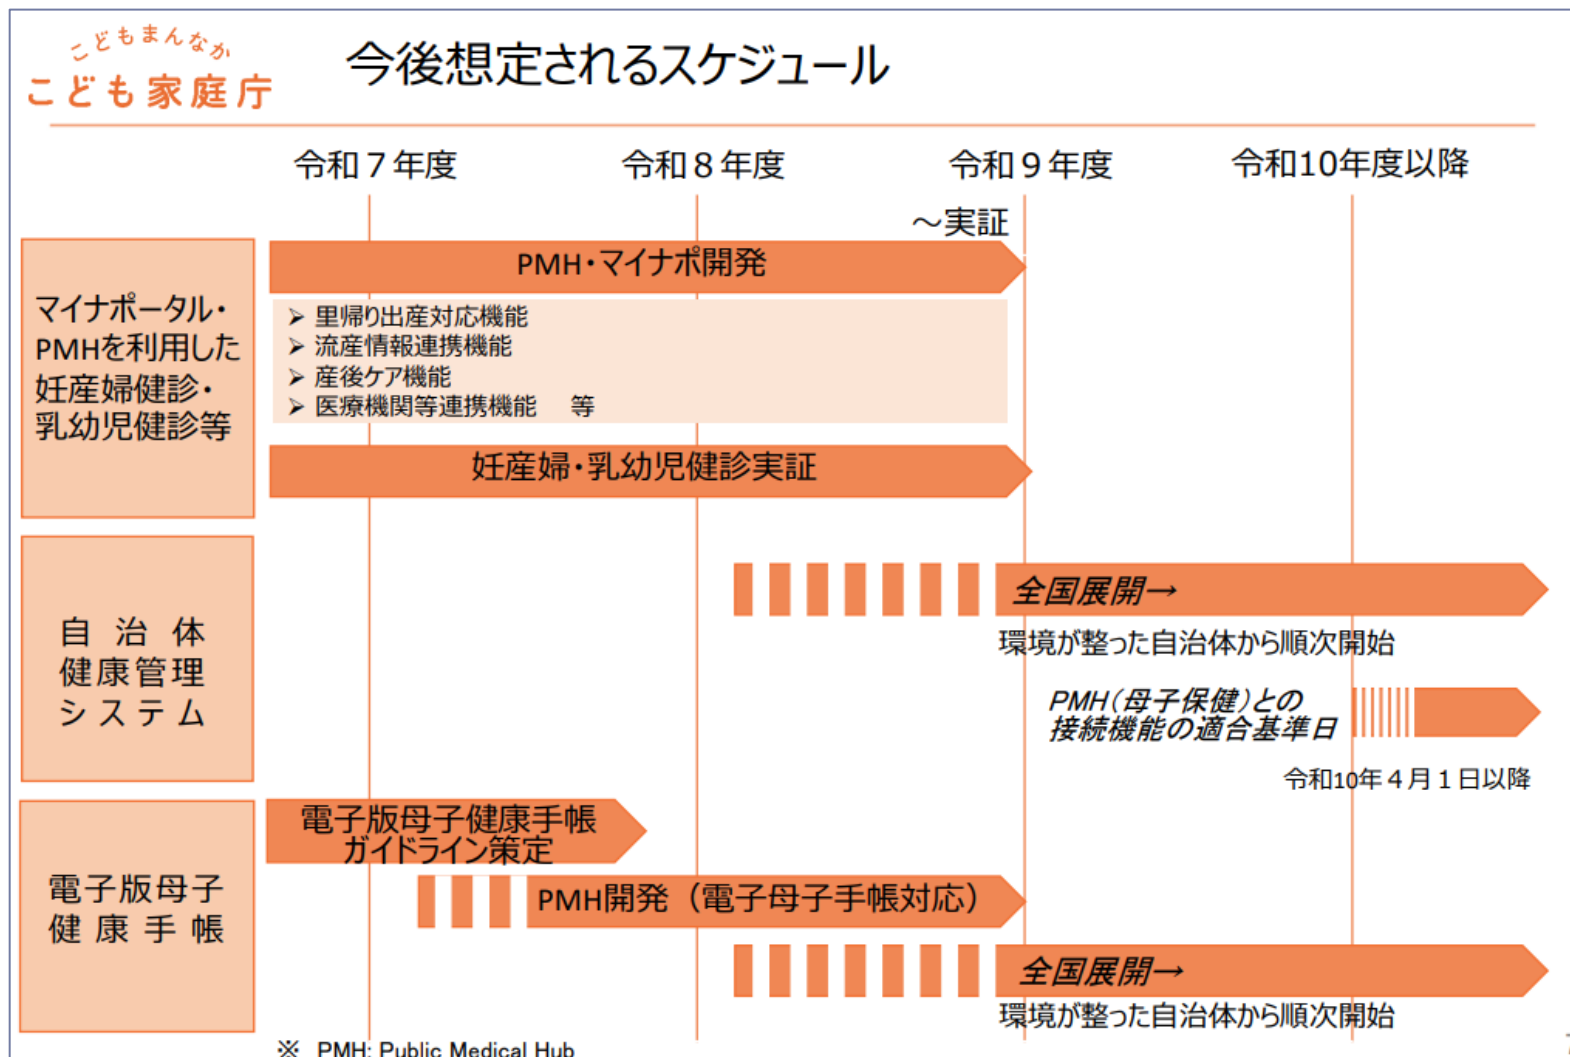 こどもまんなか
こども家庭庁
今後想定されるスケジュール
令和７年度
令和８年度
令和９年度
令和10年度以降
～実証
マイナポータル・
PMHを利用した
妊産婦健診・
乳幼児健診等
PMH・マイナポ開発
➢ 里帰り出産対応機能
➢ 流産情報連携機能
➢ 産後ケア機能
➢ 医療機関等連携機能　等
妊産婦・乳幼児健診実証
自治体
健康管理
システム
全国展開→
環境が整った自治体から順次開始
PMH（母子保健）との
接続機能の適合基準日
令和10年４月１日以降
電子版母子
健康手帳
電子版母子健康手帳
ガイドライン策定
PMH開発（電子母子手帳対応）
全国展開→
環境が整った自治体から順次開始
※ PMH: Public Medical Hub